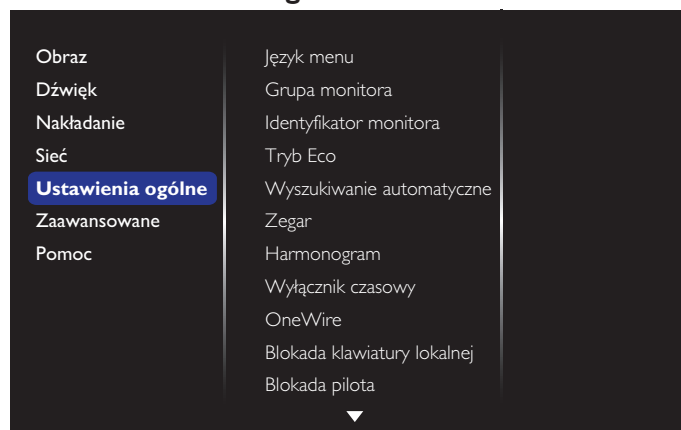 Obraz
Dźwięk
Nakładanie
Sieć
Ustawienia ogólne
Zaawansowane
Pomoc
Język menu
Grupa monitora
Identyfikator monitora
Tryb Eco
Wyszukiwanie automatyczne
Zegar
Harmonogram
Wyłącznik czasowy
OneWire
Blokada klawiatury lokalnej
Blokada pilota